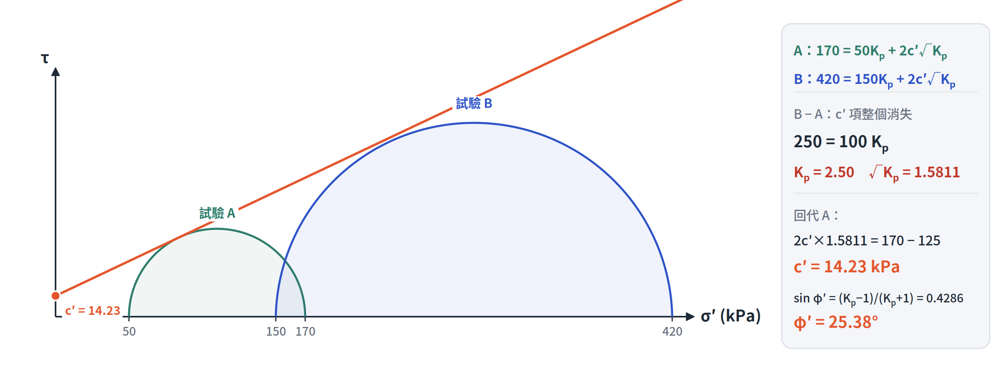 τ
試驗 B
試驗 A
c′ = 14.23
σ′ (kPa)
50
150
170
420
A：170 = 50Kp + 2c′√Kp
B：420 = 150Kp + 2c′√Kp
B − A：c′ 項整個消失
250 = 100 Kp
Kp = 2.50 √Kp = 1.5811
回代 A：
2c′×1.5811 = 170 − 125
c′ = 14.23 kPa
sin ϕ′ = (Kp−1)/(Kp+1) = 0.4286
ϕ′ = 25.38°